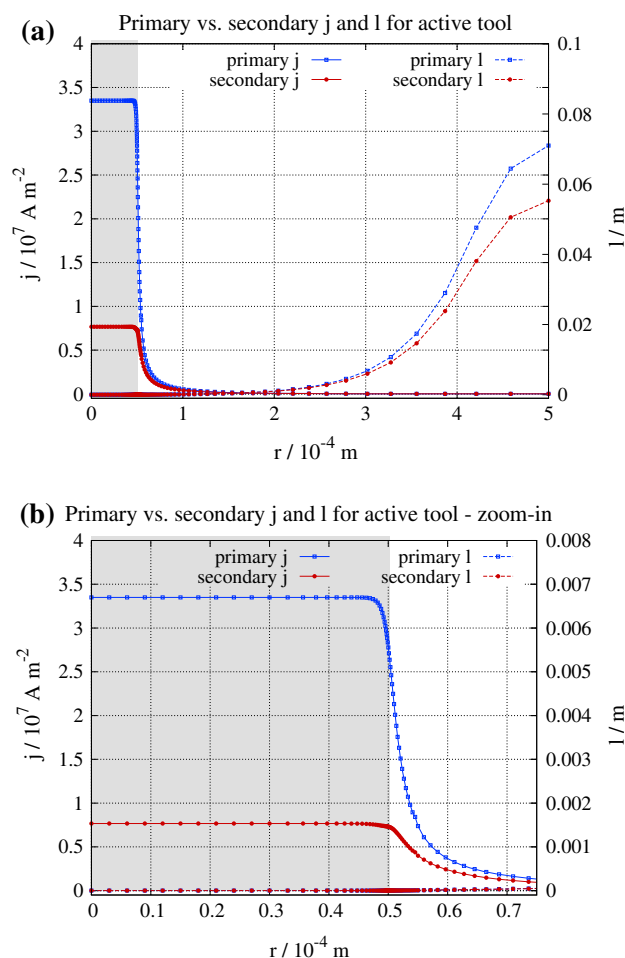 (a) Primary vs. secondary j and l for active tool
primary j
secondary j
primary l
secondary l
j / 10⁷ A m⁻²
4
3.5
3
2.5
2
1.5
1
0.5
0
l / m
0.1
0.08
0.06
0.04
0.02
0
0 1 2 3 4 5
r / 10⁻⁴ m
(b) Primary vs. secondary j and l for active tool - zoom-in
primary j
secondary j
primary l
secondary l
j / 10⁷ A m⁻²
4
3.5
3
2.5
2
1.5
1
0.5
0
l / m
0.008
0.007
0.006
0.005
0.004
0.003
0.002
0.001
0
0 0.1 0.2 0.3 0.4 0.5 0.6 0.7
r / 10⁻⁴ m